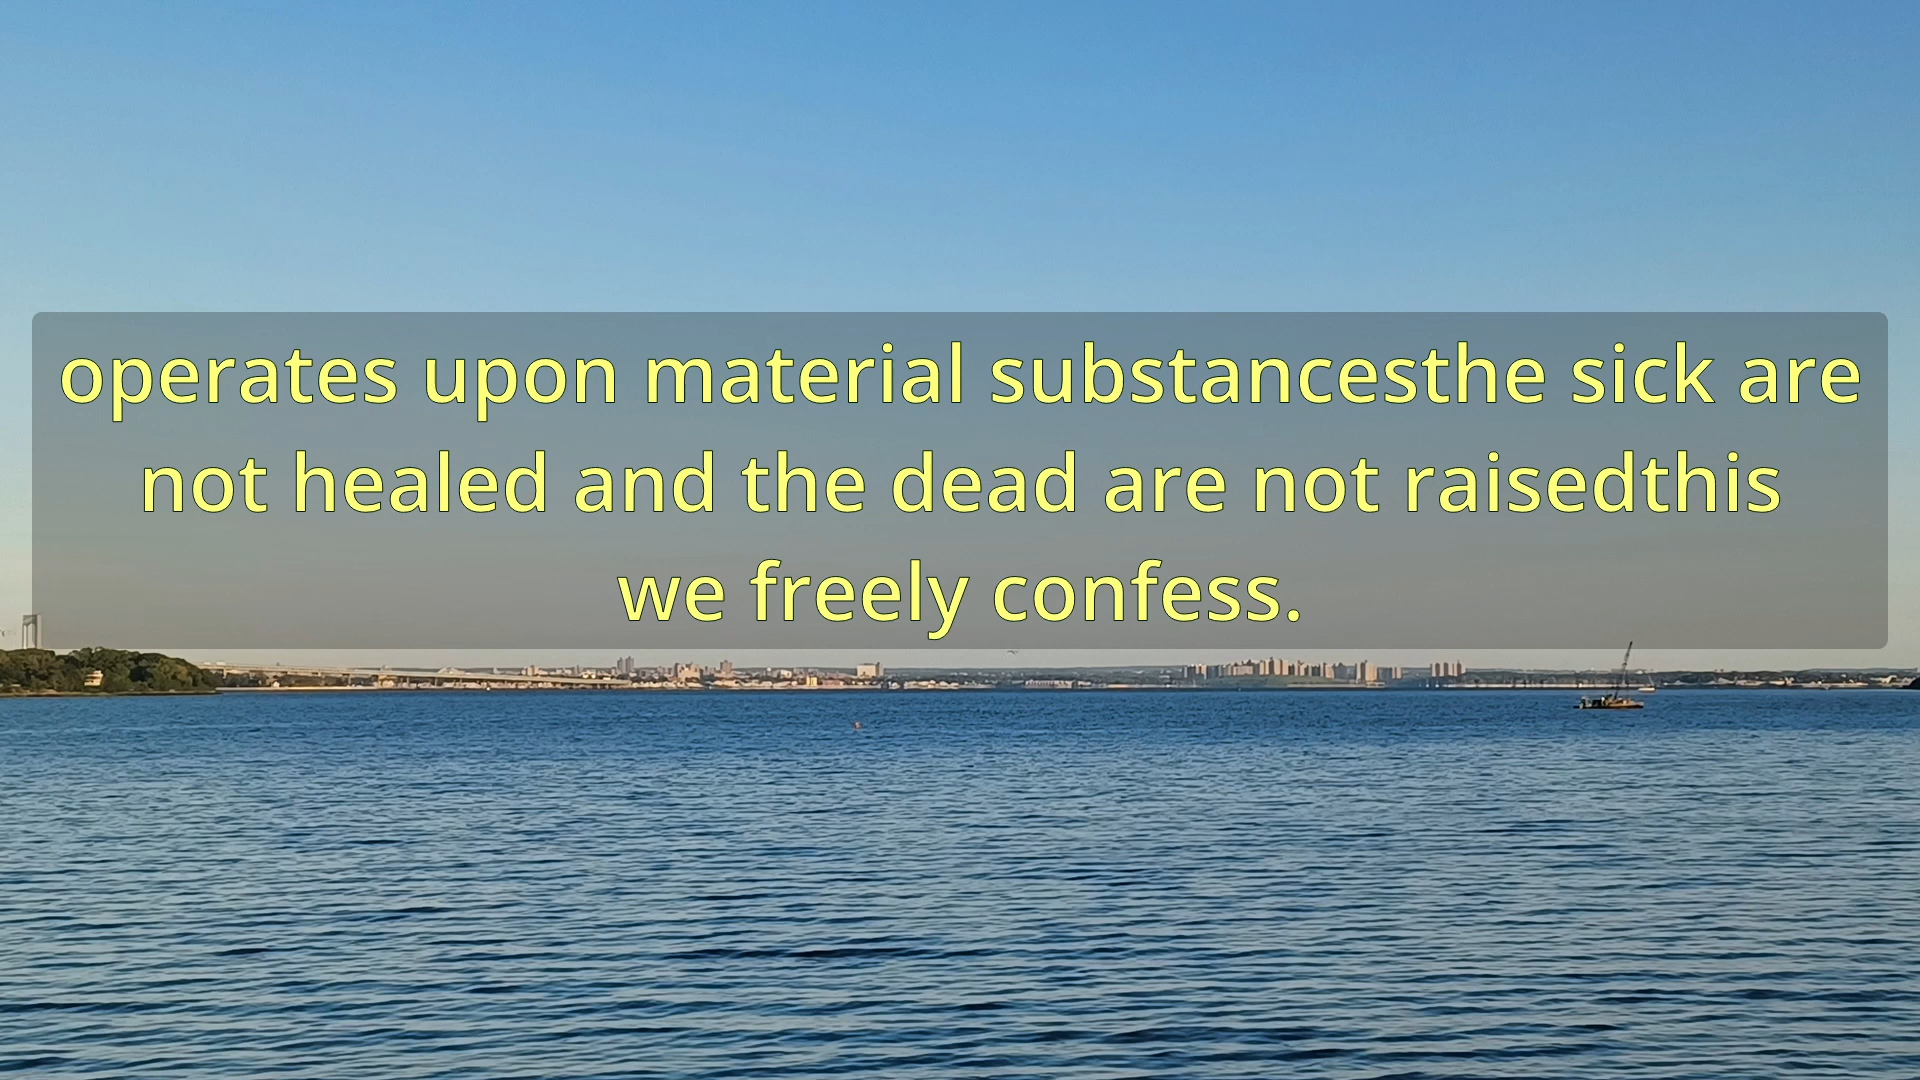 operates upon material substancesthe sick are
not healed and the dead are not raisedthis
we freely confess.